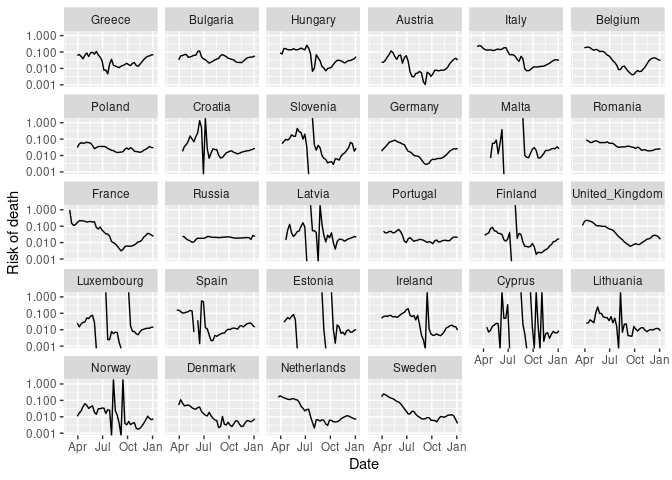 Greece Bulgaria Hungary Austria Italy Belgium
1.000
0.100
0.010
0.001
Poland Croatia Slovenia Germany Malta Romania
1.000
0.100
0.010
0.001
France Russia Latvia Portugal Finland United_Kingdom
1.000
0.100
0.010
0.001
Risk of death
Luxembourg Spain Estonia Ireland Cyprus Lithuania
1.000
0.100
0.010
0.001
Apr Jul Oct Jan Apr Jul Oct Jan
Norway Denmark Netherlands Sweden
1.000
0.100
0.010
0.001
Apr Jul Oct Jan Apr Jul Oct Jan Apr Jul Oct Jan Apr Jul Oct Jan
Date